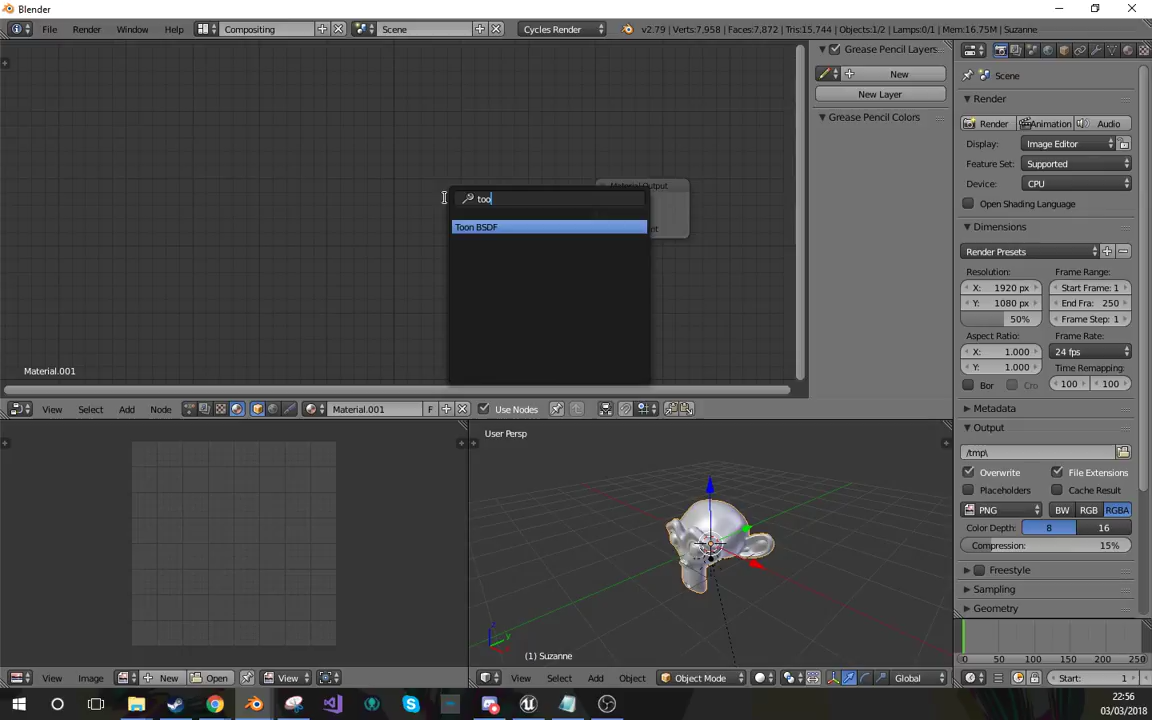 Blender
File Render Window Help Compositing Scene Cycles Render v2.79 | Verts:7,958 | Faces:7,872 | Tris:15,744 | Objects:1/2 | Lamps:0/1 | Mem:16.75M | Suzanne
Grease Pencil Layers
New
New Layer
Grease Pencil Colors
Material Output
too
Toon BSDF
Material.001
View Select Add Node Material.001 F Use Nodes
User Persp
(1) Suzanne
View Image New Open View
View Select Add Object Object Mode Global
Scene
Render
Render Animation Audio
Display: Image Editor
Feature Set: Supported
Device: CPU
Open Shading Language
Dimensions
Render Presets
Resolution: Frame Range:
X: 1920 px Start Frame: 1
Y: 1080 px End Fra: 250
50% Frame Step: 1
Aspect Ratio: Frame Rate:
X: 1.000 24 fps
Y: 1.000 Time Remapping:
Bor Cro 100 100
Metadata
Output
/tmp\
Overwrite File Extensions
Placeholders Cache Result
PNG BW RGB RGBA
Color Depth: 8 16
Compression: 15%
Freestyle
Sampling
Geometry
0 50 100 150 200 250
Start: 1
22:56
03/03/2018